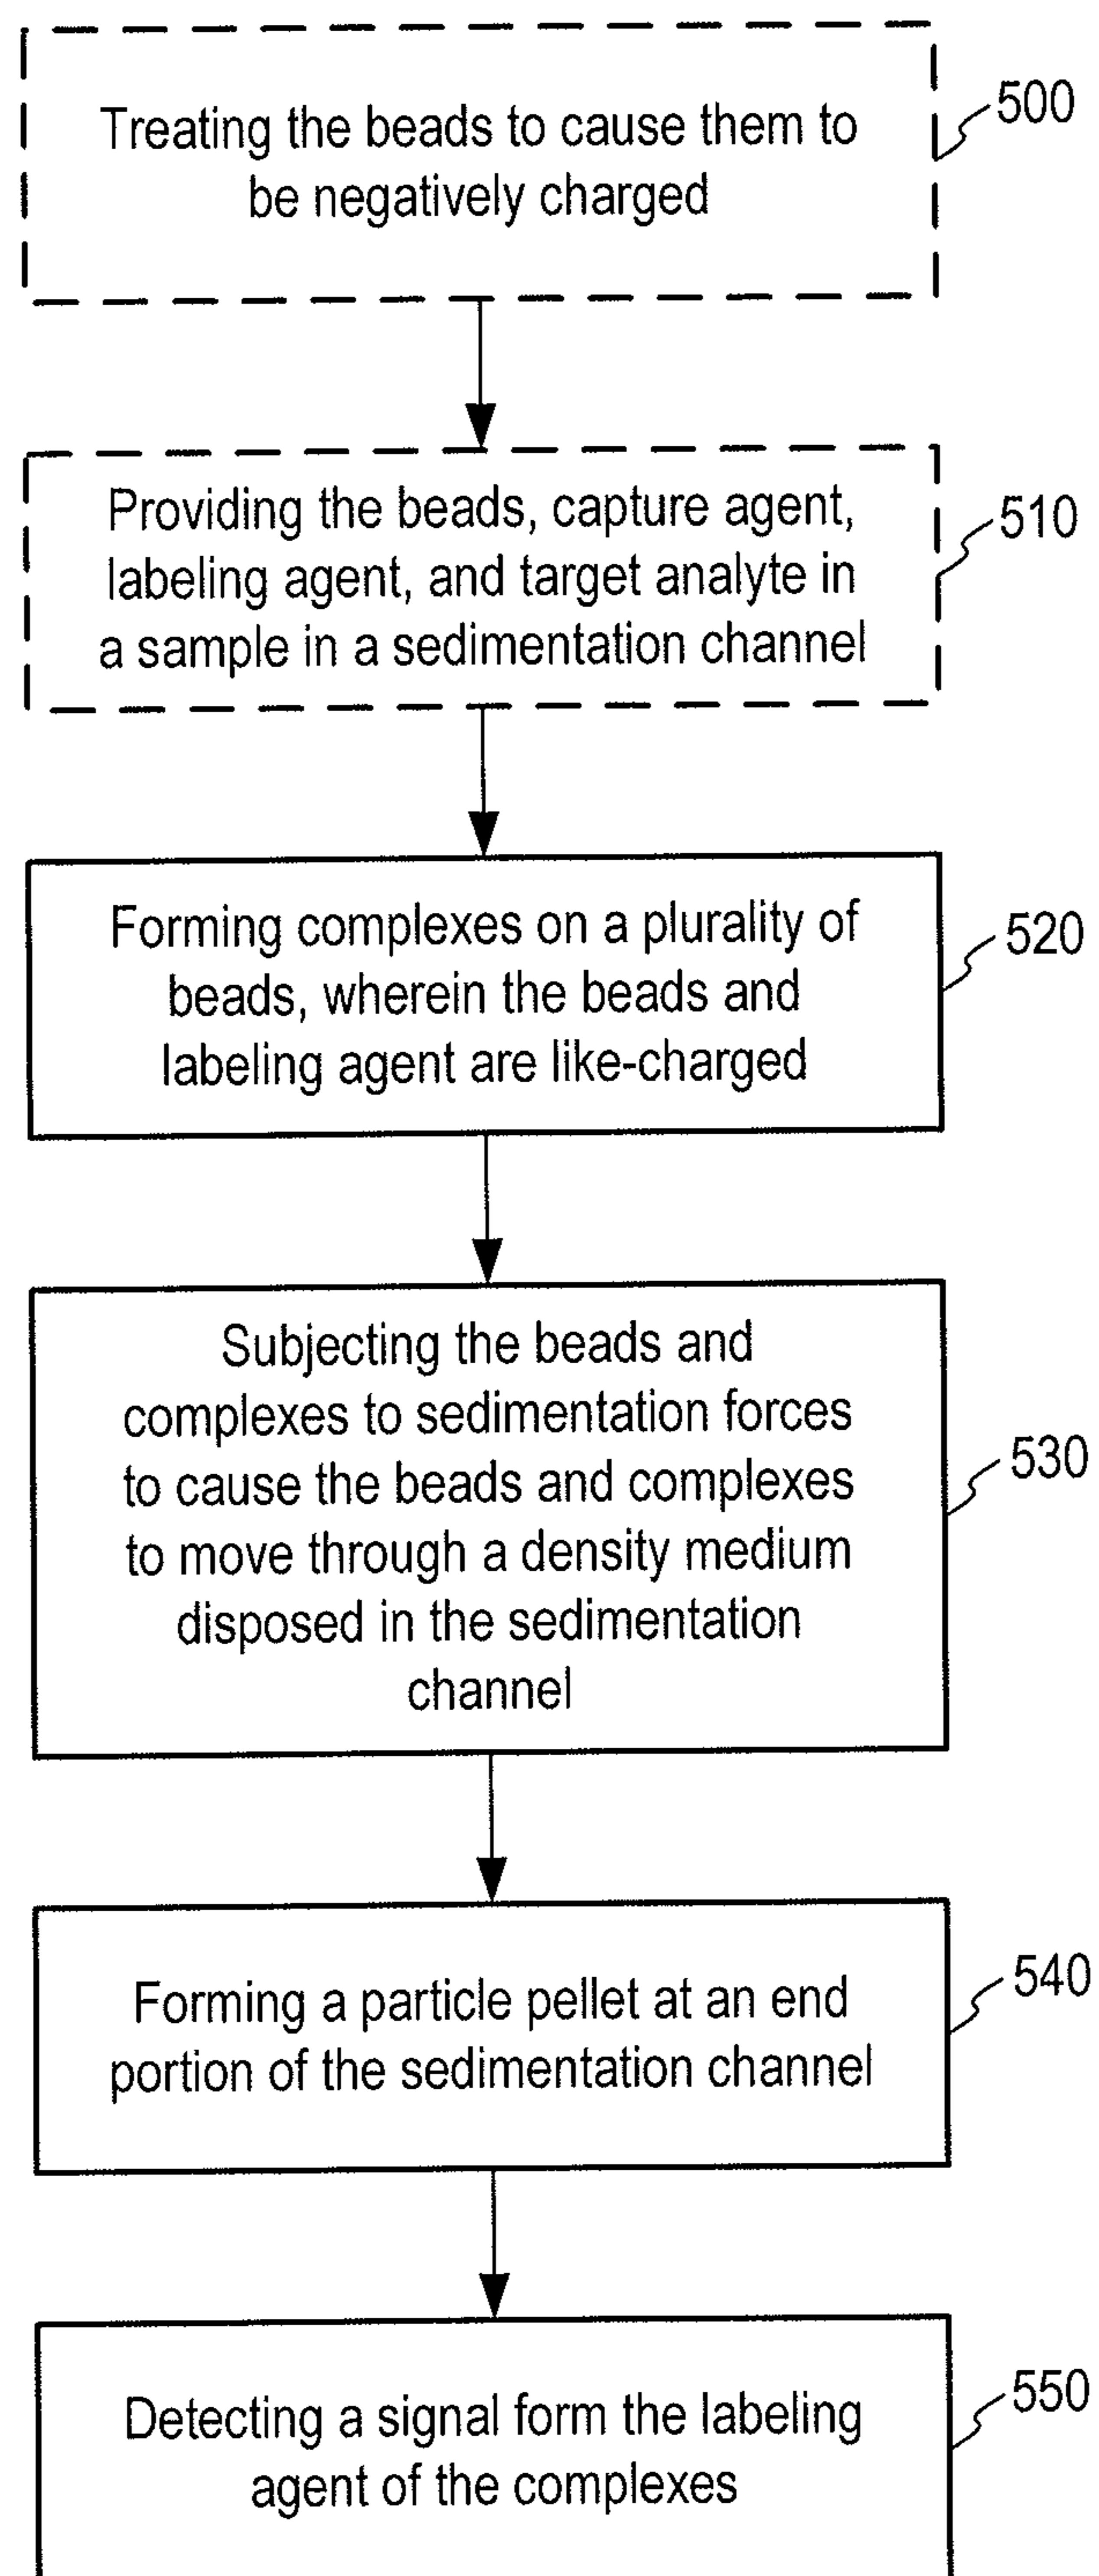 Treating the beads to cause them to
be negatively charged
500
Providing the beads, capture agent,
labeling agent, and target analyte in
a sample in a sedimentation channel
510
Forming complexes on a plurality of
beads, wherein the beads and
labeling agent are like-charged
520
Subjecting the beads and
complexes to sedimentation forces
to cause the beads and complexes
to move through a density medium
disposed in the sedimentation
channel
530
Forming a particle pellet at an end
portion of the sedimentation channel
540
Detecting a signal form the labeling
agent of the complexes
550